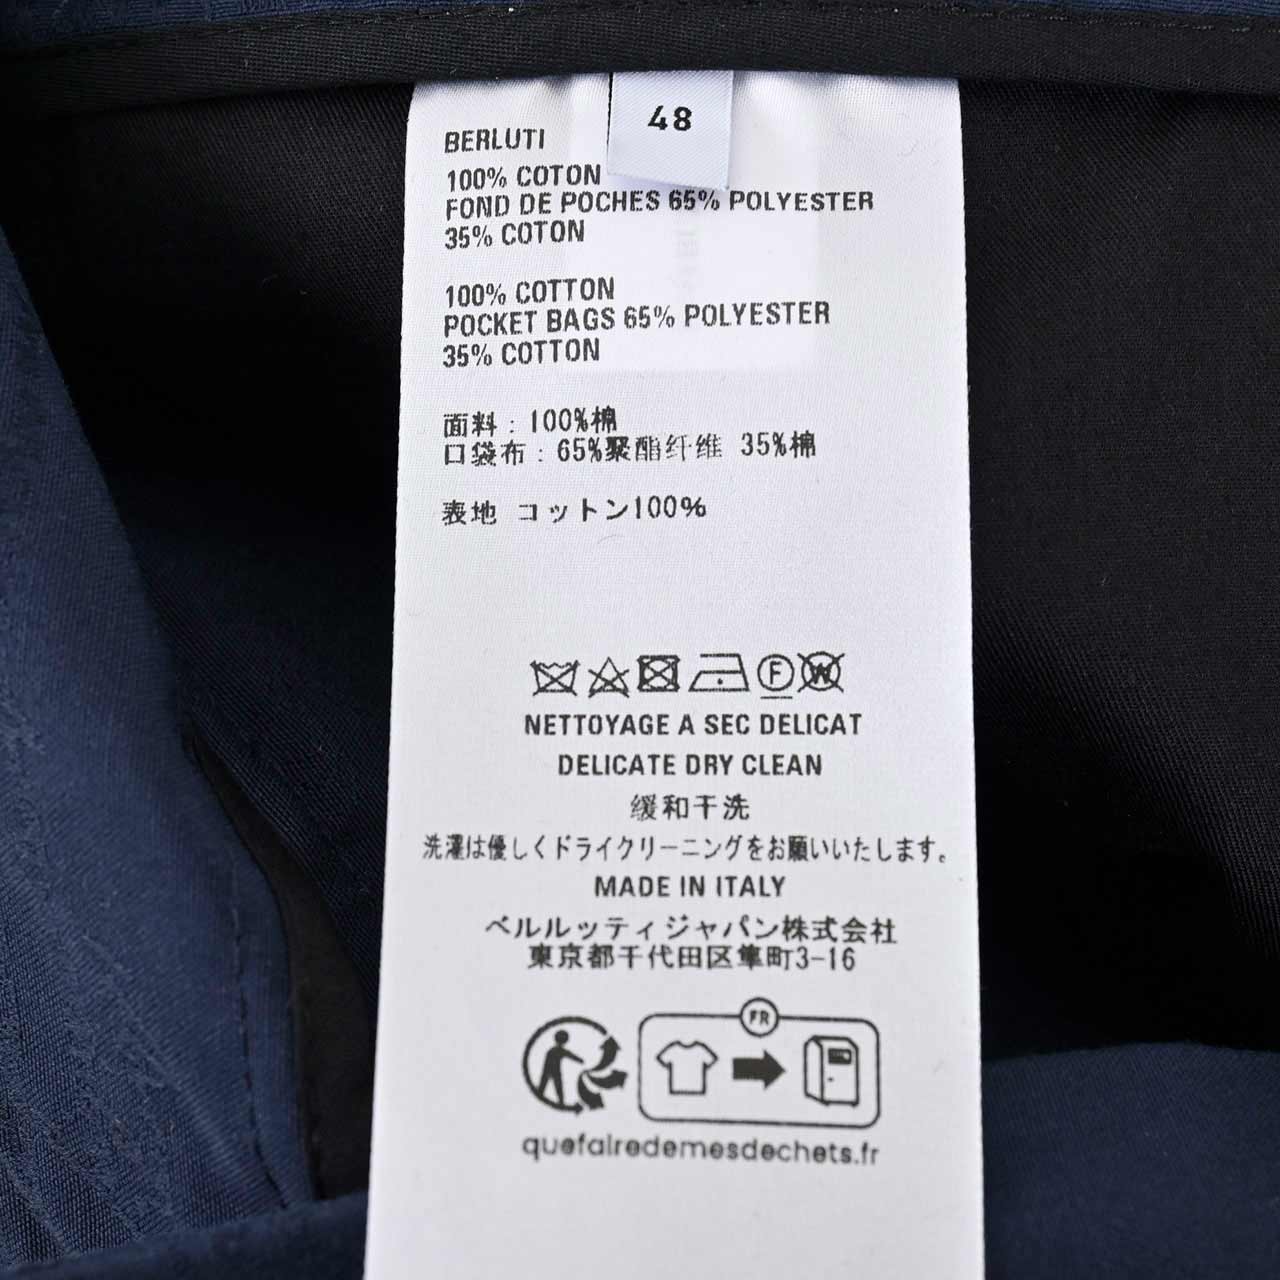 48
BERLUTI
100% COTON
FOND DE POCHES 65% POLYESTER
35% COTON
100% COTTON
POCKET BAGS 65% POLYESTER
35% COTTON
面料：100%棉
口袋布：65%聚酯纤维 35%棉
表地 コットン100%
F W
NETTOYAGE A SEC DELICAT
DELICATE DRY CLEAN
缓和干洗
洗濯は優しくドライクリーニングをお願いいたします。
MADE IN ITALY
ベルルッティジャパン株式会社
東京都千代田区隼町3-16
FR
quefairedemesdechets.fr